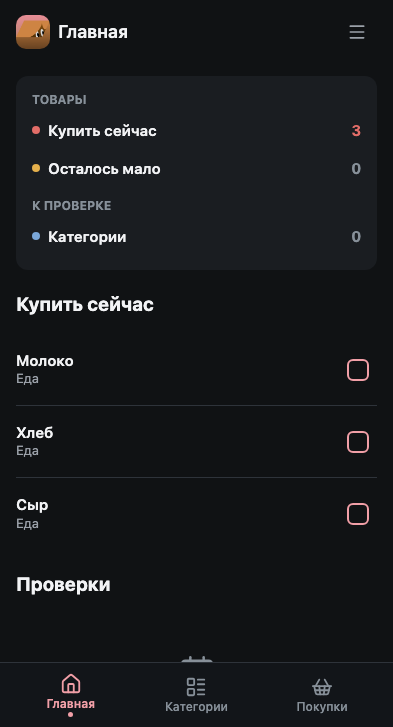 Главная
ТОВАРЫ
Купить сейчас 3
Осталось мало 0
К ПРОВЕРКЕ
Категории 0
Купить сейчас
Молоко
Еда
Хлеб
Еда
Сыр
Еда
Проверки
Главная Категории Покупки